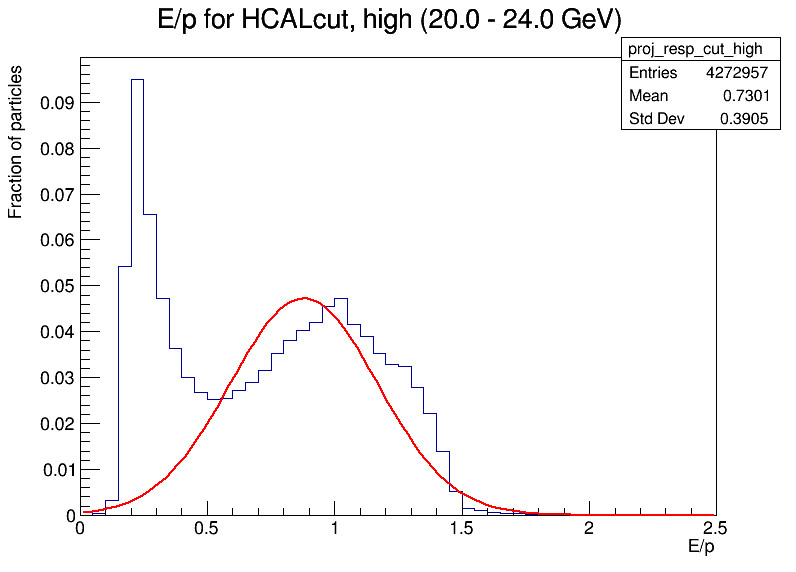 E/p for HCALcut, high (20.0 - 24.0 GeV)
proj_resp_cut_high
Entries 4272957
Mean 0.7301
Std Dev 0.3905
Fraction of particles
0.09
0.08
0.07
0.06
0.05
0.04
0.03
0.02
0.01
0
0 0.5 1 1.5 2 2.5
E/p